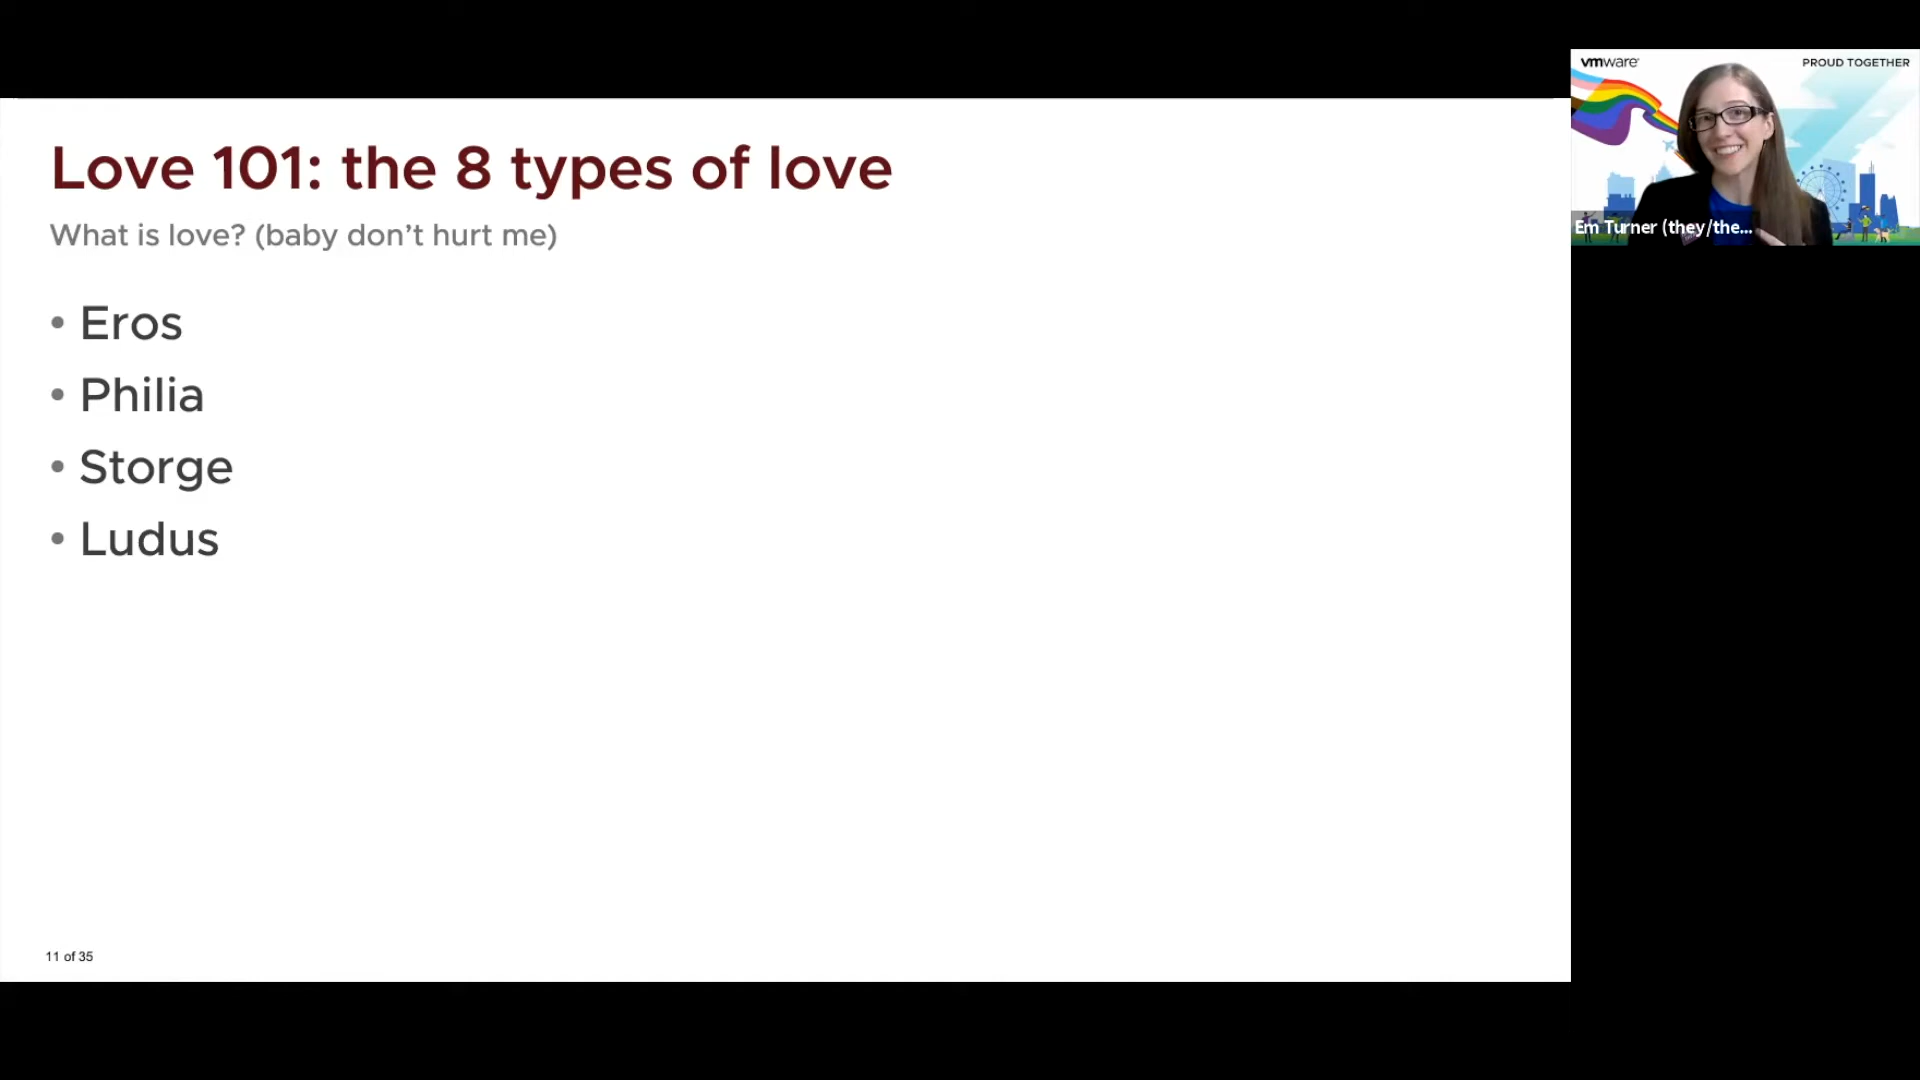 Love 101: the 8 types of love
What is love? (baby don’t hurt me)
• Eros
• Philia
• Storge
• Ludus
11 of 35
vmware®
PROUD TOGETHER
Em Turner (they/the...